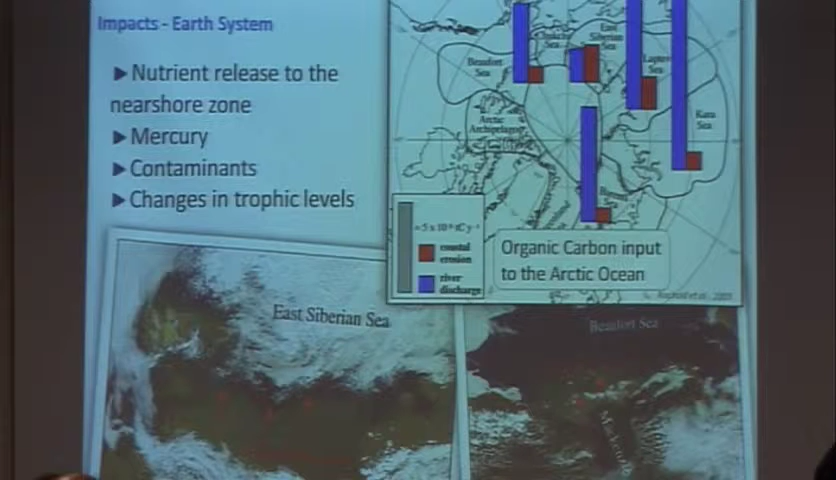 Impacts - Earth System
▶ Nutrient release to the
nearshore zone
▶ Mercury
▶ Contaminants
▶ Changes in trophic levels
East
Siberian
Sea
Beaufort
Sea
Laptev
Sea
Kara
Sea
Arctic
Archipelago
coastal
erosion
river
discharge
Organic Carbon input
to the Arctic Ocean
East Siberian Sea
Beaufort Sea